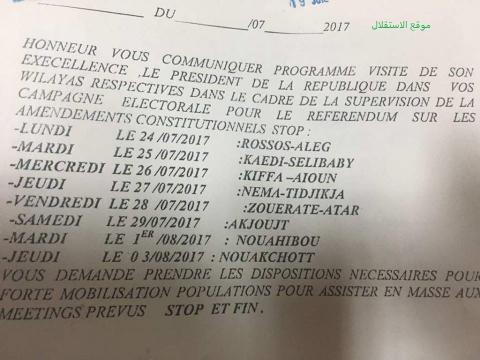 DU /07 2017
موقع الاستقلال
HONNEUR VOUS COMMUNIQUER PROGRAMME VISITE DE SON
EXECELLENCE .LE PRESIDENT DE LA REPUBLIQUE DANS VOS
WILAYAS RESPECTIVES DANS LE CADRE DE LA SUPERVISION DE LA
CAMPAGNE ELECTORALE POUR LE REFERENDUM SUR LES
AMENDEMENTS CONSTITUTIONNELS STOP :
-LUNDI LE 24 /07/2017 :ROSSOS-ALEG
-MARDI LE 25 /07/2017 :KAEDI-SELIBABY
-MERCREDI LE 26 /07/2017 :KIFFA –AIOUN
-JEUDI LE 27 /07/2017 :NEMA-TIDJIKJA
-VENDREDI LE 28 /07/2017 :ZOUERATE-ATAR
-SAMEDI LE 29/07/2017 :AKJOUJT
-MARDI LE 1ER /08/2017 : NOUAHIBOU
-JEUDI LE 0 3/08/2017 : NOUAKCHOTT
VOUS DEMANDE PRENDRE LES DISPOSITIONS NECESSAIRES POUR
FORTE MOBILISATION POPULATIONS POUR ASSISTER EN MASSE AUX
MEETINGS PREVUS STOP ET FIN .